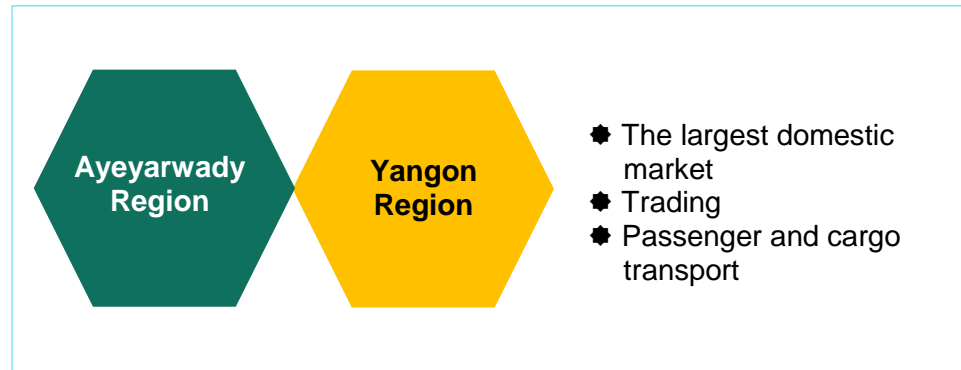 Ayeyarwady
Region
Yangon
Region
The largest domestic
market
Trading
Passenger and cargo
transport